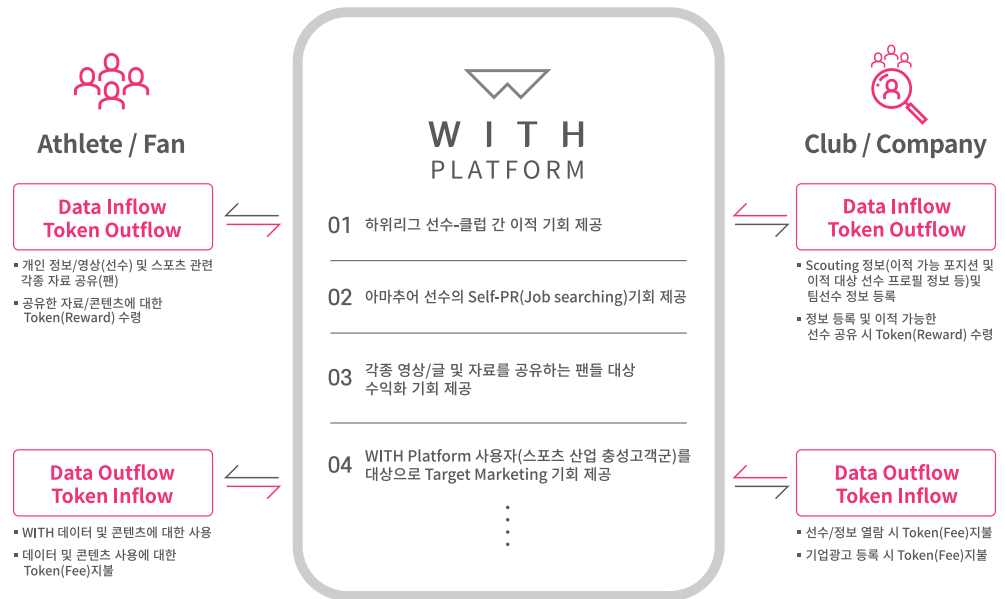 Athlete / Fan
Data Inflow
Token Outflow
▪ 개인 정보/영상(선수) 및 스포츠 관련
각종 자료 공유(팬)
▪ 공유한 자료/콘텐츠에 대한
Token(Reward) 수령
Data Outflow
Token Inflow
▪ WITH 데이터 및 콘텐츠에 대한 사용
▪ 데이터 및 콘텐츠 사용에 대한
Token(Fee)지불
WITH
PLATFORM
01 하위리그 선수-클럽 간 이적 기회 제공
02 아마추어 선수의 Self-PR(Job searching)기회 제공
03 각종 영상/글 및 자료를 공유하는 팬들 대상
수익화 기회 제공
04 WITH Platform 사용자(스포츠 산업 충성고객군)를
대상으로 Target Marketing 기회 제공
Club / Company
Data Inflow
Token Outflow
▪ Scouting 정보(이적 가능 포지션 및
이적 대상 선수 프로필 정보 등)및
팀선수 정보 등록
▪ 정보 등록 및 이적 가능한
선수 공유 시 Token(Reward) 수령
Data Outflow
Token Inflow
▪ 선수/정보 열람 시 Token(Fee)지불
▪ 기업광고 등록 시 Token(Fee)지불